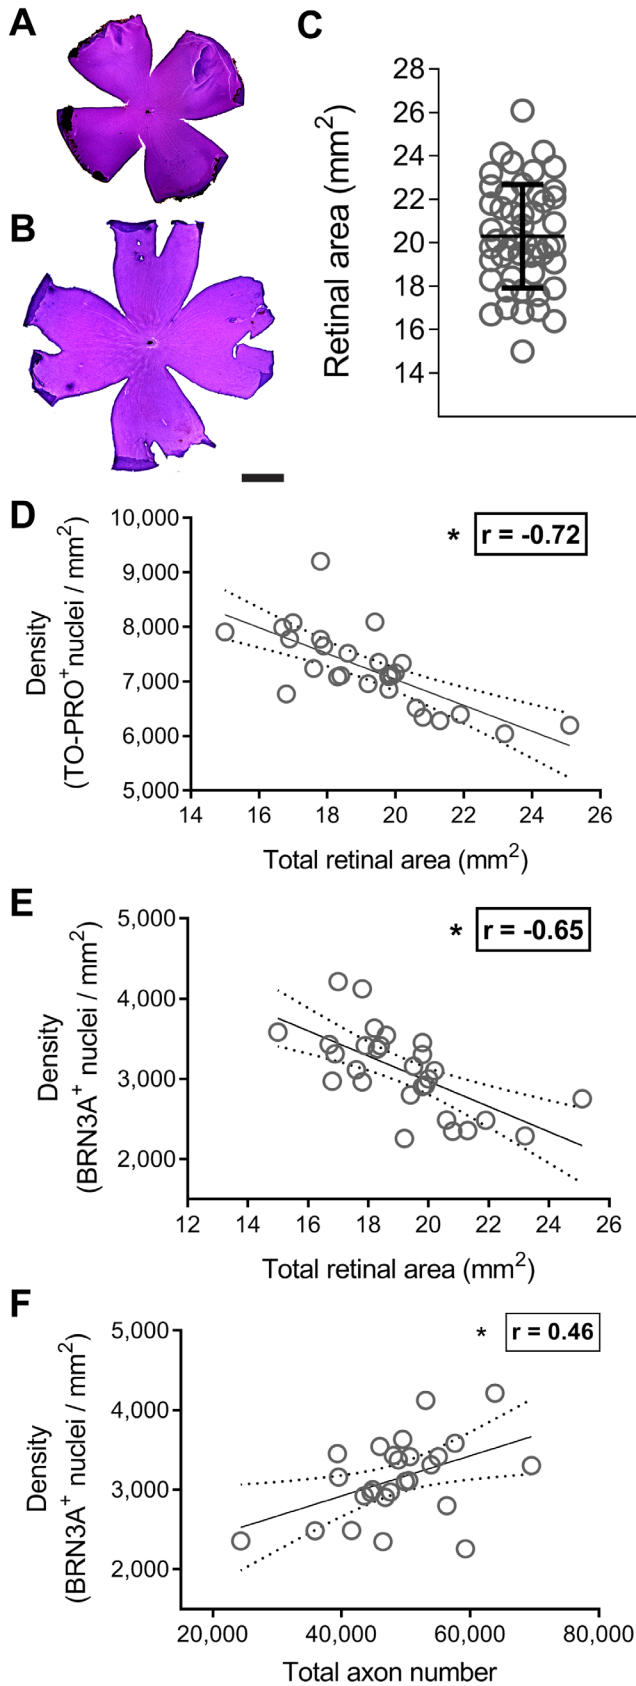 A
B
C
Retinal area (mm²)
28
26
24
22
20
18
16
14
D
Density
(TO-PRO⁺nuclei / mm²)
10,000
9,000
8,000
7,000
6,000
5,000
* r = -0.72
14 16 18 20 22 24 26
Total retinal area (mm²)
E
Density
(BRN3A⁺ nuclei / mm²)
5,000
4,000
3,000
2,000
* r = -0.65
12 14 16 18 20 22 24 26
Total retinal area (mm²)
F
Density
(BRN3A⁺ nuclei / mm²)
5,000
4,000
3,000
2,000
* r = 0.46
20,000 40,000 60,000 80,000
Total axon number